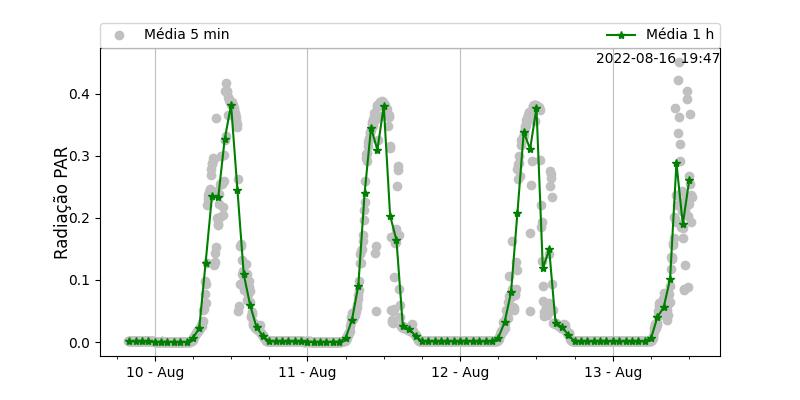 Média 5 min
Média 1 h
2022-08-16 19:47
Radiação PAR
0.4
0.3
0.2
0.1
0.0
10 - Aug
11 - Aug
12 - Aug
13 - Aug